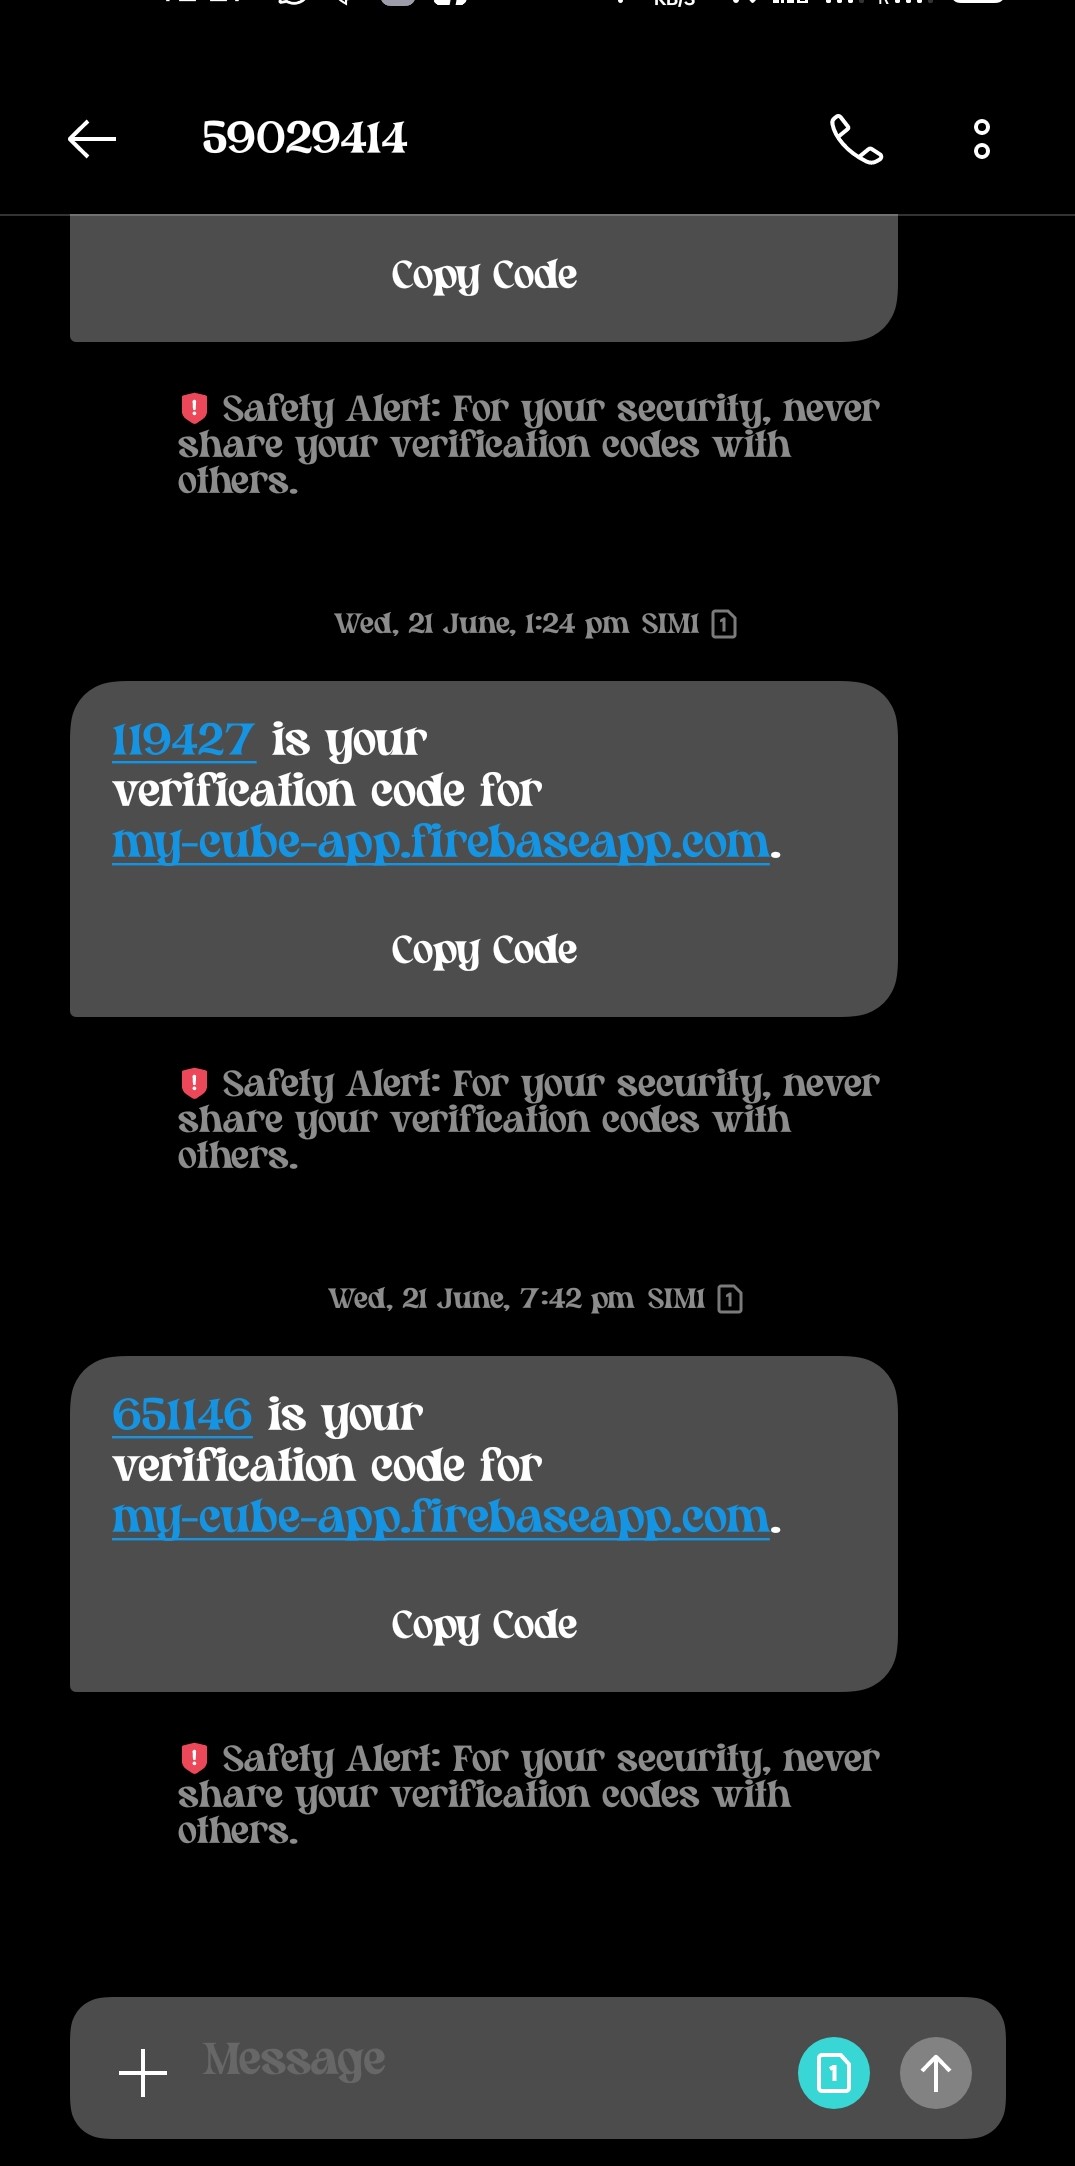 KB/S
59029414
Copy Code
Safety Alert: For your security, never
share your verification codes with
others.
Wed, 21 June, 1:24 pm SIM1 1
119427 is your
verification code for
my-cube-app.firebaseapp.com.
Copy Code
Safety Alert: For your security, never
share your verification codes with
others.
Wed, 21 June, 7:42 pm SIM1 1
651146 is your
verification code for
my-cube-app.firebaseapp.com.
Copy Code
Safety Alert: For your security, never
share your verification codes with
others.
Message
1